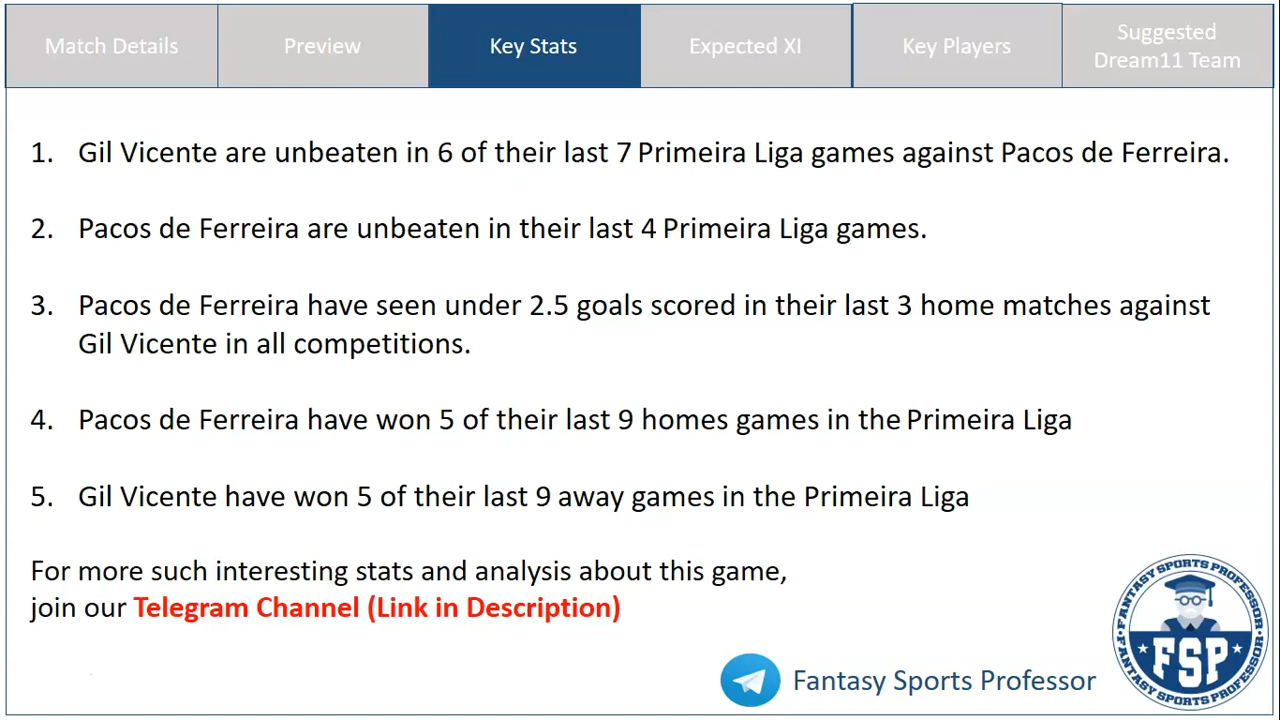 Match Details
Preview
Key Stats
Expected XI
Key Players
Suggested
Dream11 Team
1. Gil Vicente are unbeaten in 6 of their last 7 Primeira Liga games against Pacos de Ferreira.
2. Pacos de Ferreira are unbeaten in their last 4 Primeira Liga games.
3. Pacos de Ferreira have seen under 2.5 goals scored in their last 3 home matches against
Gil Vicente in all competitions.
4. Pacos de Ferreira have won 5 of their last 9 homes games in the Primeira Liga
5. Gil Vicente have won 5 of their last 9 away games in the Primeira Liga
For more such interesting stats and analysis about this game,
join our Telegram Channel (Link in Description)
Fantasy Sports Professor
FANTASY SPORTS PROFESSOR
FANTASY SPORTS PROFESSOR
FSP